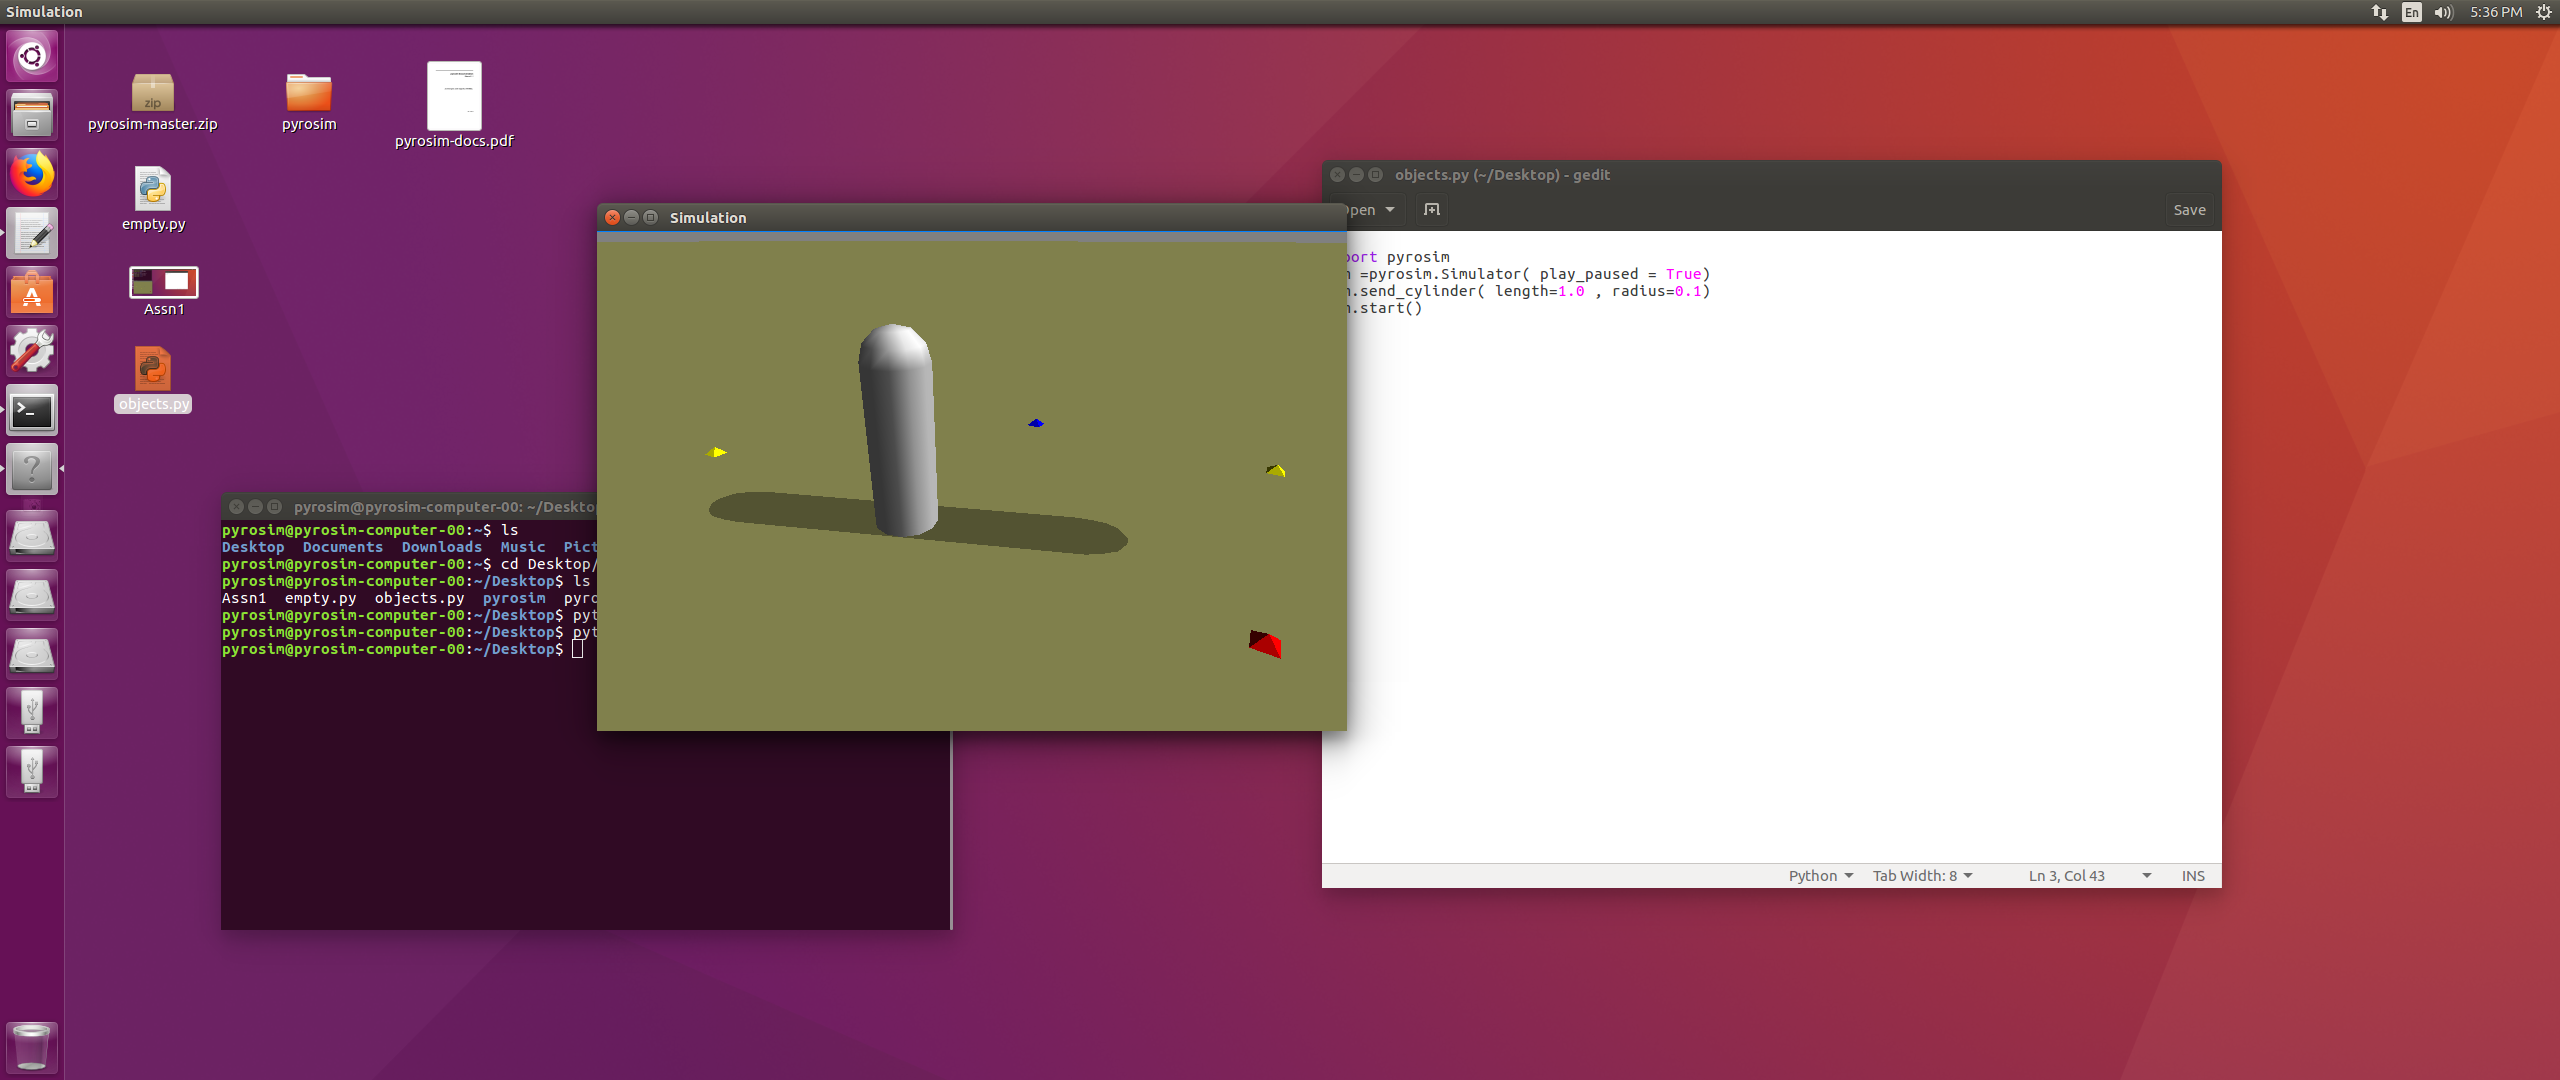 Simulation
En
5:36 PM
pyrosim-master.zip
pyrosim
pyrosim-docs.pdf
zip
empty.py
Assn1
objects.py
objects.py (~/Desktop) - gedit
Open
Save
port pyrosim
=pyrosim.Simulator( play_paused = True)
.send_cylinder( length=1.0 , radius=0.1)
.start()
Python
Tab Width: 8
Ln 3, Col 43
INS
Simulation
pyrosim@pyrosim-computer-00: ~/Deskto
pyrosim@pyrosim-computer-00:~$ ls
Desktop Documents Downloads Music Pict
pyrosim@pyrosim-computer-00:~$ cd Desktop/
pyrosim@pyrosim-computer-00:~/Desktop$ ls
Assn1 empty.py objects.py pyrosim pyro
pyrosim@pyrosim-computer-00:~/Desktop$ pyt
pyrosim@pyrosim-computer-00:~/Desktop$ pyt
pyrosim@pyrosim-computer-00:~/Desktop$